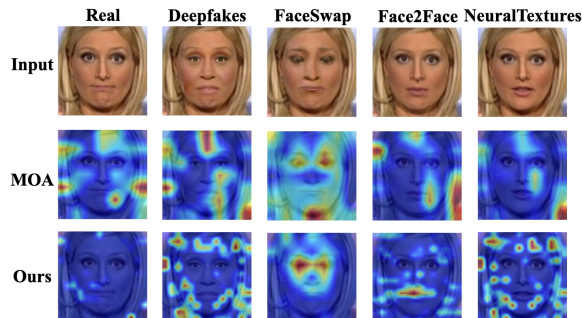 Real Deepfakes FaceSwap Face2Face NeuralTextures
Input
MOA
Ours